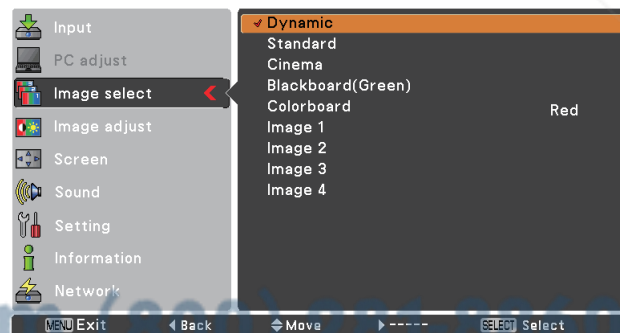 Input
PC adjust
Image select
Image adjust
Screen
Sound
Setting
Information
Network
Dynamic
Standard
Cinema
Blackboard(Green)
Colorboard Red
Image 1
Image 2
Image 3
Image 4
MENU Exit Back Move ----- SELECT Select